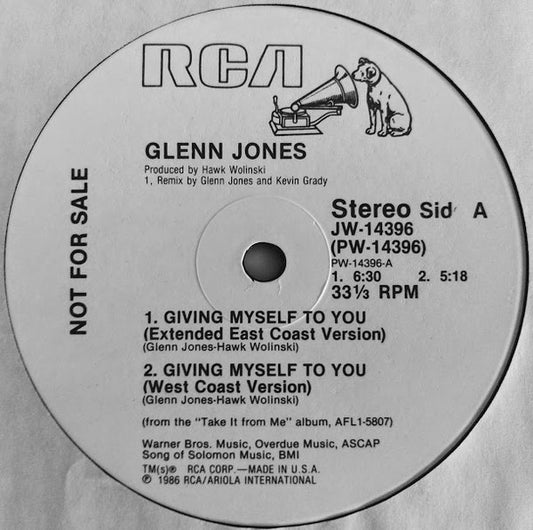 RCA
GLENN JONES
Produced by Hawk Wolinski
1, Remix by Glenn Jones and Kevin Grady
NOT FOR SALE
Stereo Sid A
JW-14396
(PW-14396)
PW-14396-A
1. 6:30 2. 5:18
33⅓ RPM
1. GIVING MYSELF TO YOU
(Extended East Coast Version)
(Glenn Jones-Hawk Wolinski)
2. GIVING MYSELF TO YOU
(West Coast Version)
(Glenn Jones-Hawk Wolinski)
(from the "Take It from Me" album, AFL1-5807)
Warner Bros. Music, Overdue Music, ASCAP
Song of Solomon Music, BMI
TM(s)® RCA CORP.—MADE IN U.S.A.
℗ 1986 RCA/ARIOLA INTERNATIONAL